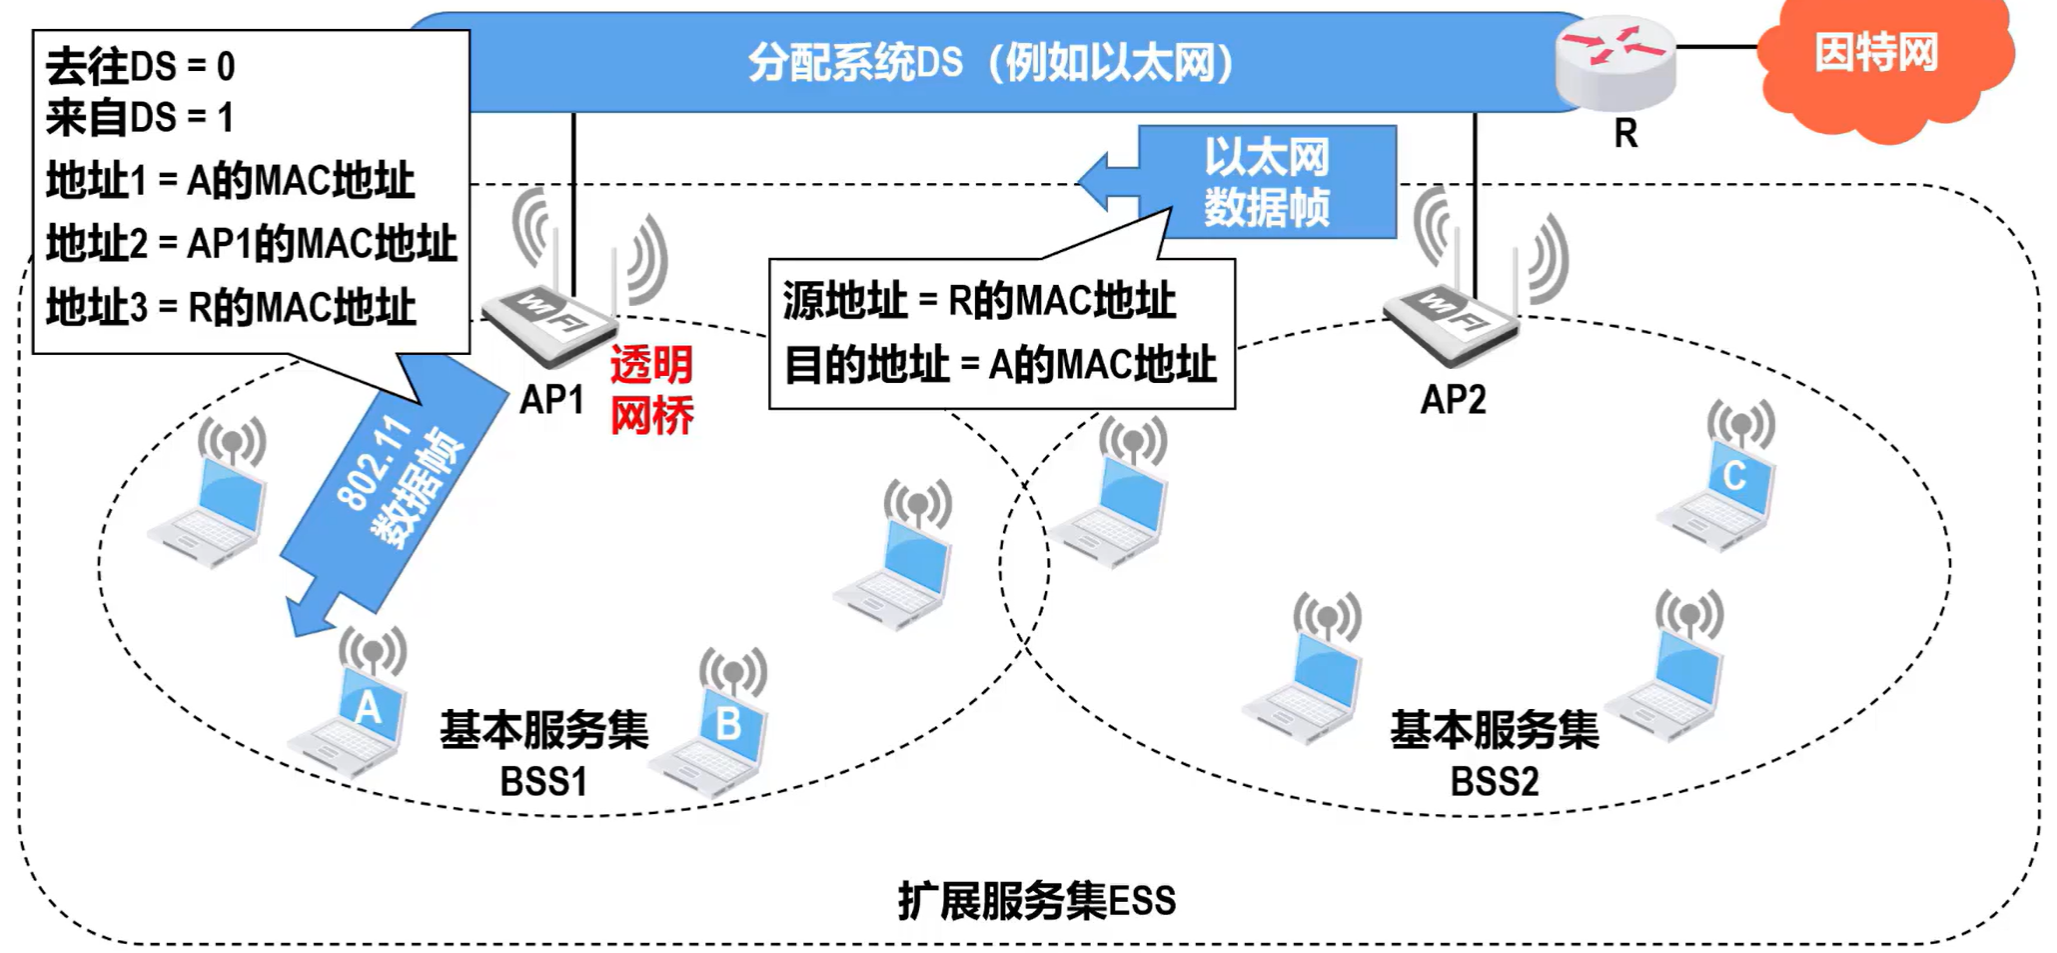 分配系统DS（例如以太网）
因特网
R
去往DS = 0
来自DS = 1
地址1 = A的MAC地址
地址2 = AP1的MAC地址
地址3 = R的MAC地址
以太网
数据帧
源地址 = R的MAC地址
目的地址 = A的MAC地址
WiFi
AP1
透明
网桥
WiFi
AP2
802.11
数据帧
C
A
B
基本服务集
BSS1
基本服务集
BSS2
扩展服务集ESS